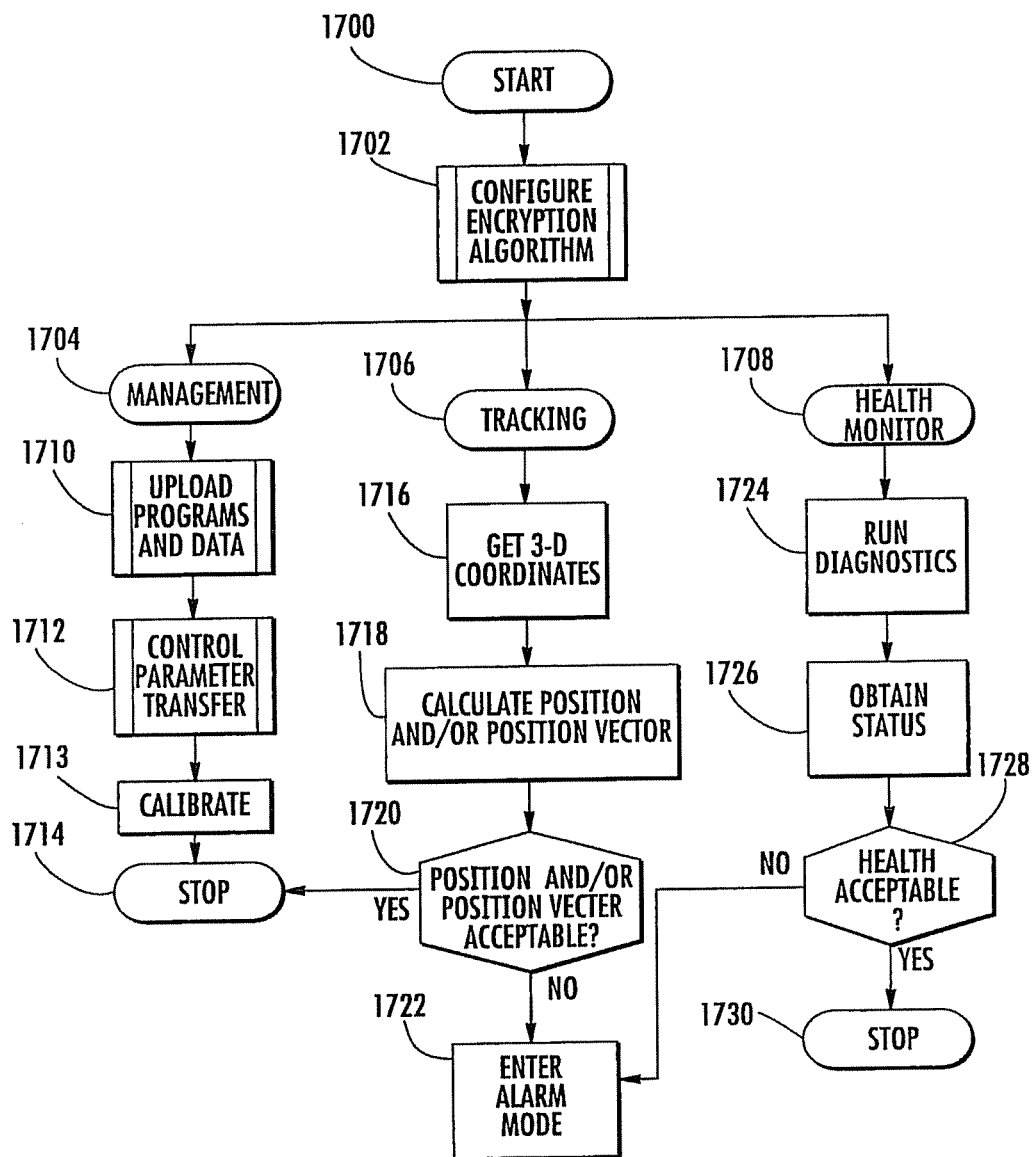 1700
START
1702
CONFIGURE
ENCRYPTION
ALGORITHM
1704
MANAGEMENT
1706
TRACKING
1708
HEALTH
MONITOR
1710
UPLOAD
PROGRAMS
AND DATA
1716
GET 3-D
COORDINATES
1724
RUN
DIAGNOSTICS
1712
CONTROL
PARAMETER
TRANSFER
1718
CALCULATE POSITION
AND/OR POSITION VECTOR
1726
OBTAIN
STATUS
1713
CALIBRATE
1714
STOP
1720
POSITION AND/OR
POSITION VECTER
ACCEPTABLE?
YES
NO
1728
HEALTH
ACCEPTABLE
?
NO
YES
1722
ENTER
ALARM
MODE
1730
STOP